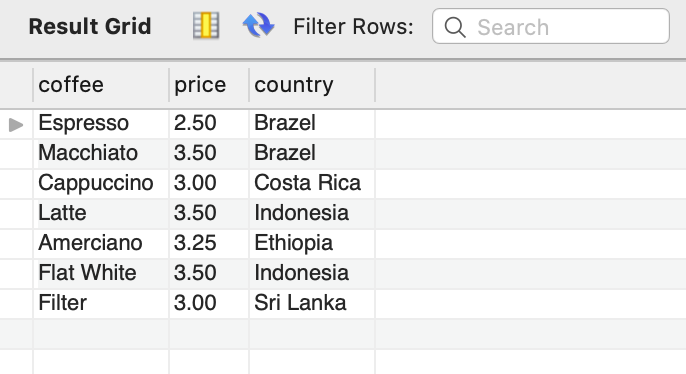 Result Grid Filter Rows: Search
coffee price country
Espresso 2.50 Brazel
Macchiato 3.50 Brazel
Cappuccino 3.00 Costa Rica
Latte 3.50 Indonesia
Amerciano 3.25 Ethiopia
Flat White 3.50 Indonesia
Filter 3.00 Sri Lanka